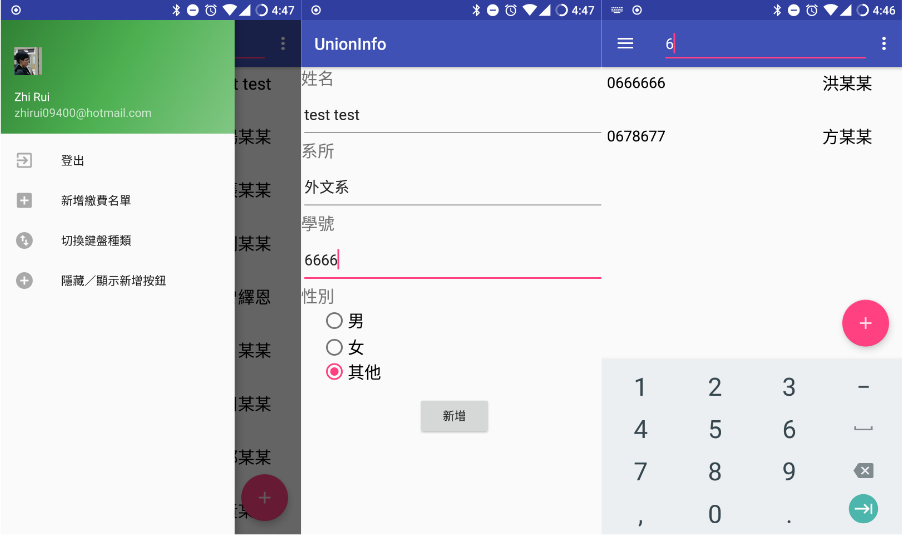 4:47
Zhi Rui
zhirui09400@hotmail.com
登出
新增繳費名單
切換鍵盤種類
隱藏／顯示新增按鈕
t test
某某
某某
某某
繹恩
某某
某某
某某
4:47
UnionInfo
姓名
test test
系所
外文系
學號
6666
性別
男
女
其他
新增
4:46
6
0666666 洪某某
0678677 方某某
+
1 2 3 -
4 5 6
7 8 9
, 0 .